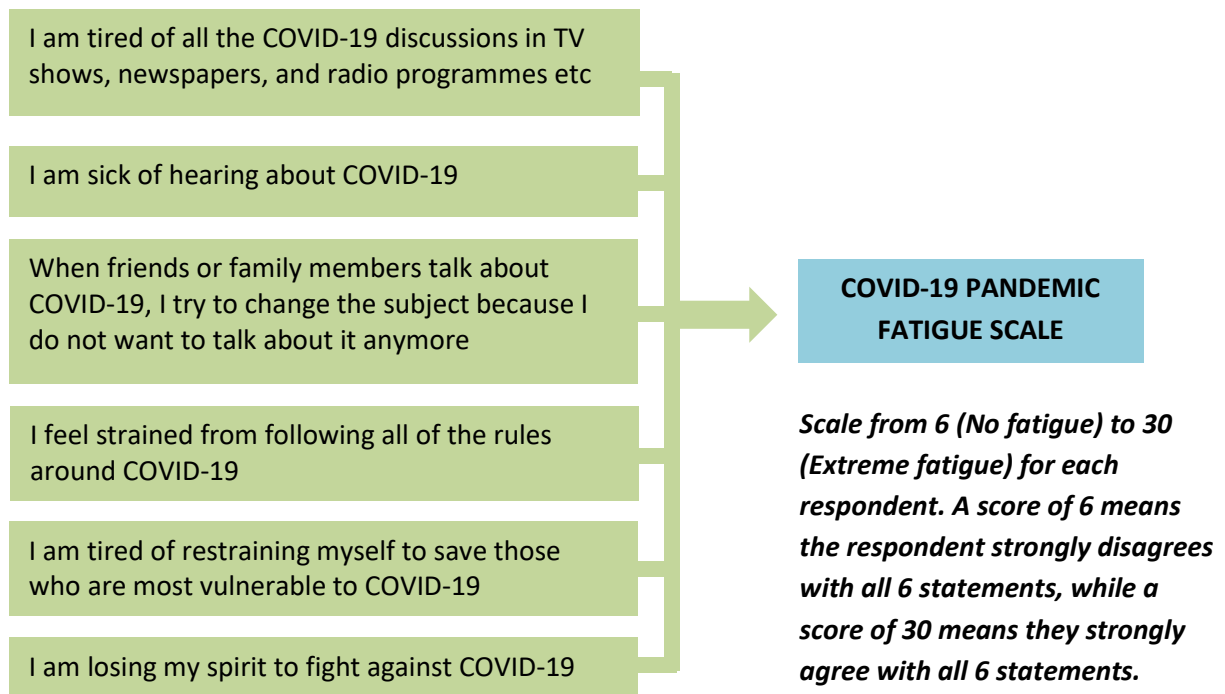 I am tired of all the COVID-19 discussions in TV
shows, newspapers, and radio programmes etc
I am sick of hearing about COVID-19
When friends or family members talk about
COVID-19, I try to change the subject because I
do not want to talk about it anymore
I feel strained from following all of the rules
around COVID-19
I am tired of restraining myself to save those
who are most vulnerable to COVID-19
I am losing my spirit to fight against COVID-19
COVID-19 PANDEMIC
FATIGUE SCALE
Scale from 6 (No fatigue) to 30
(Extreme fatigue) for each
respondent. A score of 6 means
the respondent strongly disagrees
with all 6 statements, while a
score of 30 means they strongly
agree with all 6 statements.